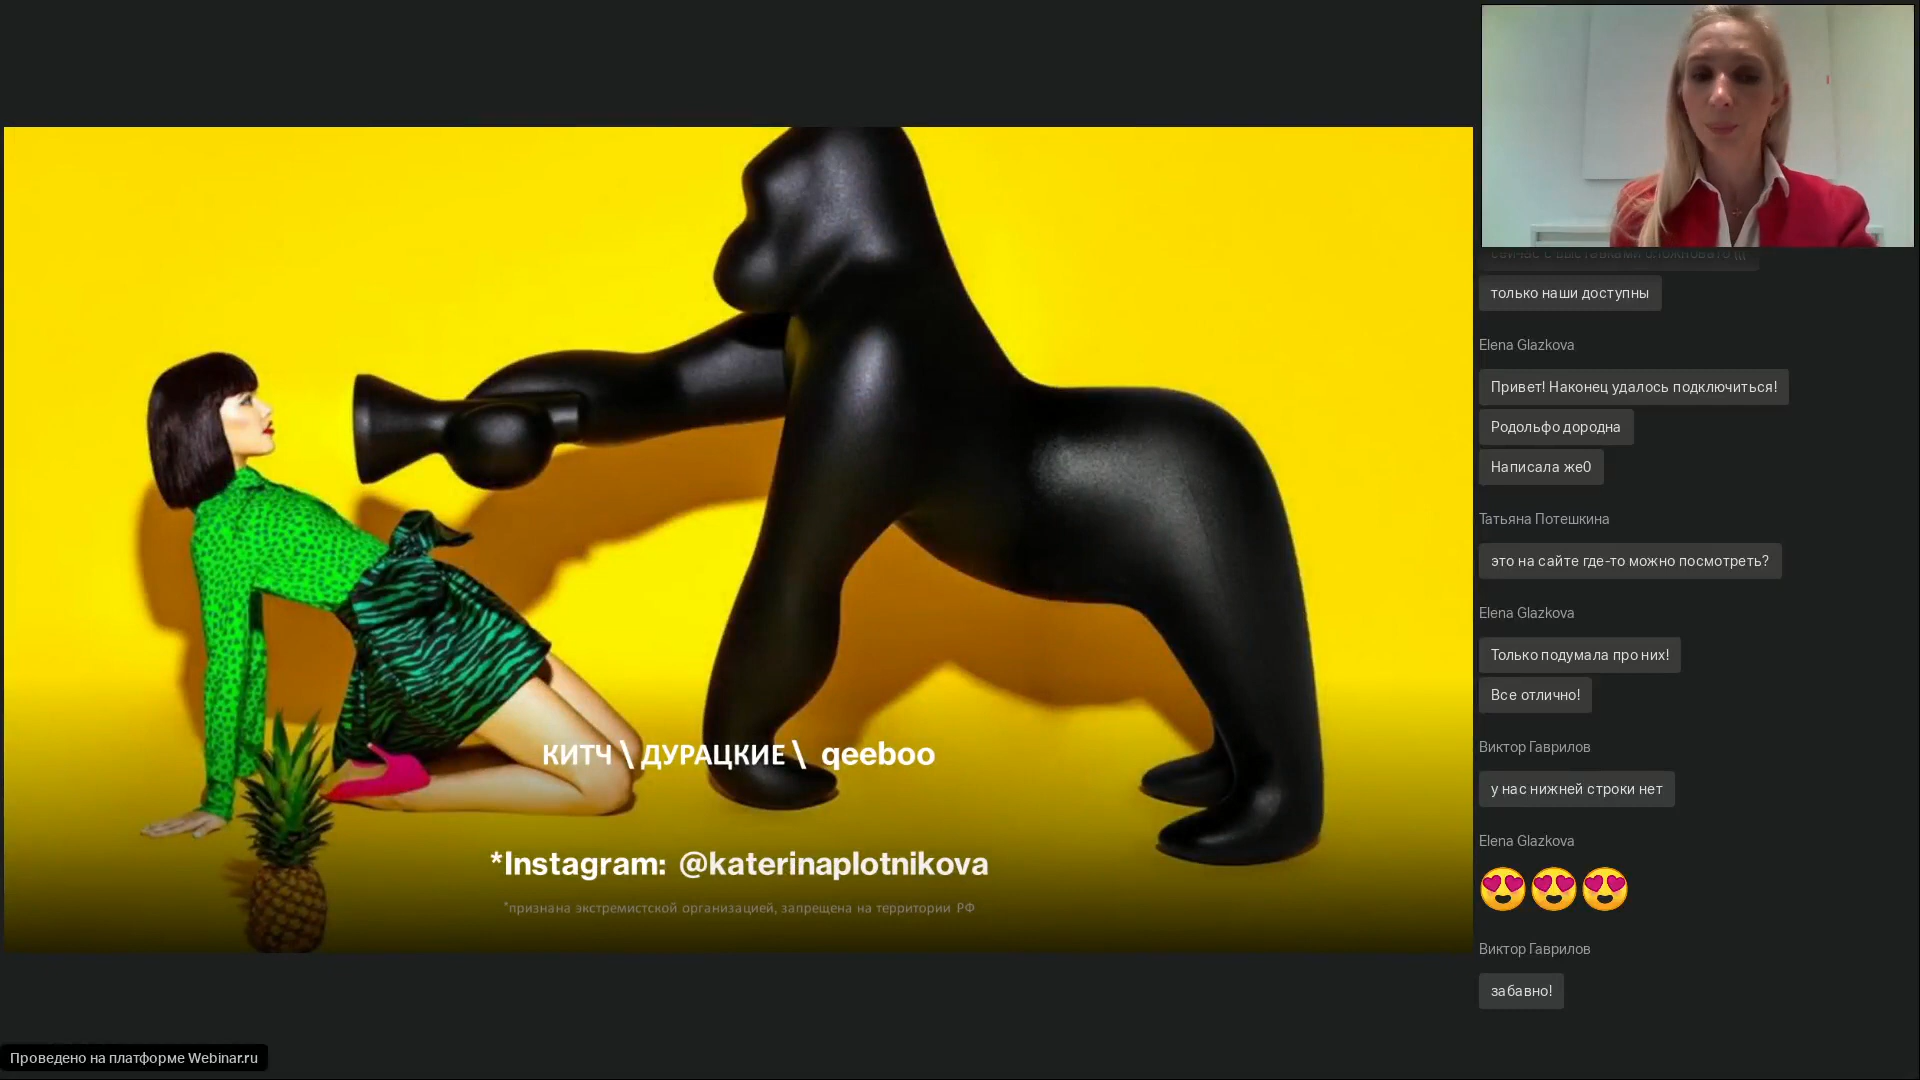 КИТЧ \ ДУРАЦКИЕ \ qeeboo
*Instagram: @katerinaplotnikova
*признана экстремистской организацией, запрещена на территории РФ
только наши доступны
Elena Glazkova
Привет! Наконец удалось подключиться!
Родольфо дородна
Написала же0
Татьяна Потешкина
это на сайте где-то можно посмотреть?
Elena Glazkova
Только подумала про них!
Все отлично!
Виктор Гаврилов
у нас нижней строки нет
Elena Glazkova
Виктор Гаврилов
забавно!
Проведено на платформе Webinar.ru